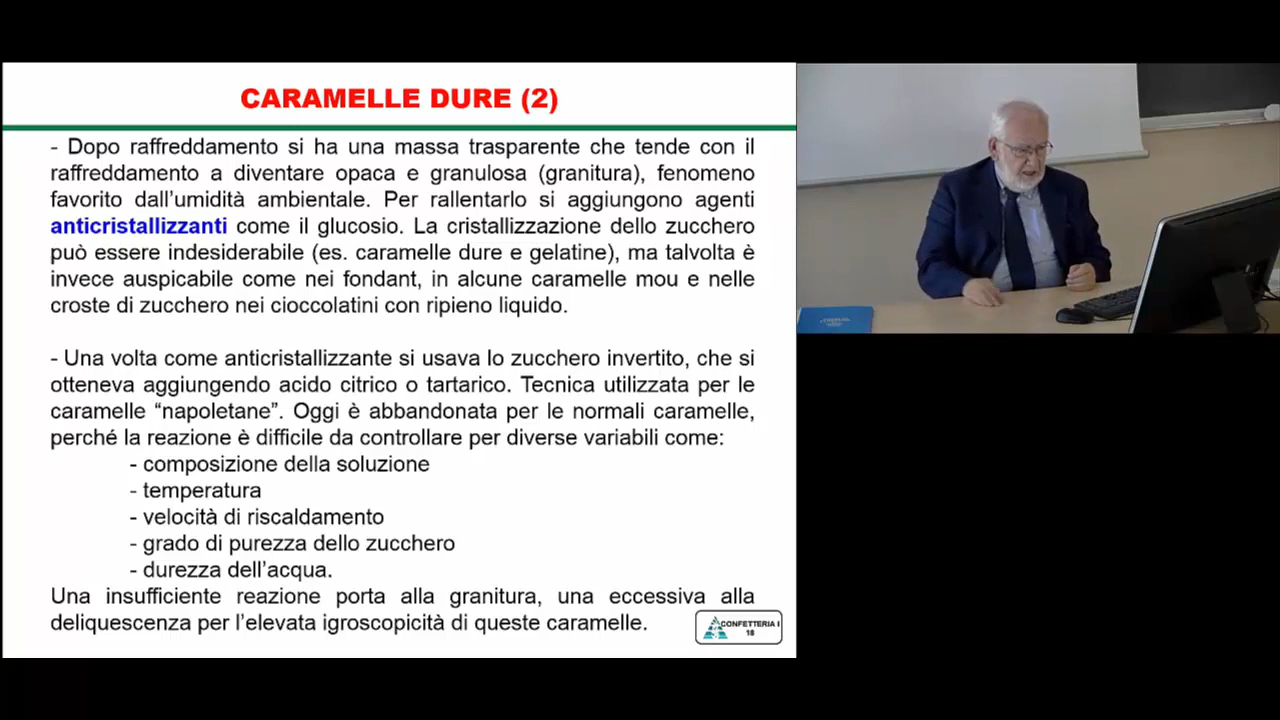 CARAMELLE DURE (2)
- Dopo raffreddamento si ha una massa trasparente che tende con il
raffreddamento a diventare opaca e granulosa (granitura), fenomeno
favorito dall'umidità ambientale. Per rallentarlo si aggiungono agenti
anticristallizzanti come il glucosio. La cristallizzazione dello zucchero
può essere indesiderabile (es. caramelle dure e gelatine), ma talvolta è
invece auspicabile come nei fondant, in alcune caramelle mou e nelle
croste di zucchero nei cioccolatini con ripieno liquido.
- Una volta come anticristallizzante si usava lo zucchero invertito, che si
otteneva aggiungendo acido citrico o tartarico. Tecnica utilizzata per le
caramelle “napoletane”. Oggi è abbandonata per le normali caramelle,
perché la reazione è difficile da controllare per diverse variabili come:
- composizione della soluzione
- temperatura
- velocità di riscaldamento
- grado di purezza dello zucchero
- durezza dell'acqua.
Una insufficiente reazione porta alla granitura, una eccessiva alla
deliquescenza per l'elevata igroscopicità di queste caramelle.
CONFETTERIA I
18